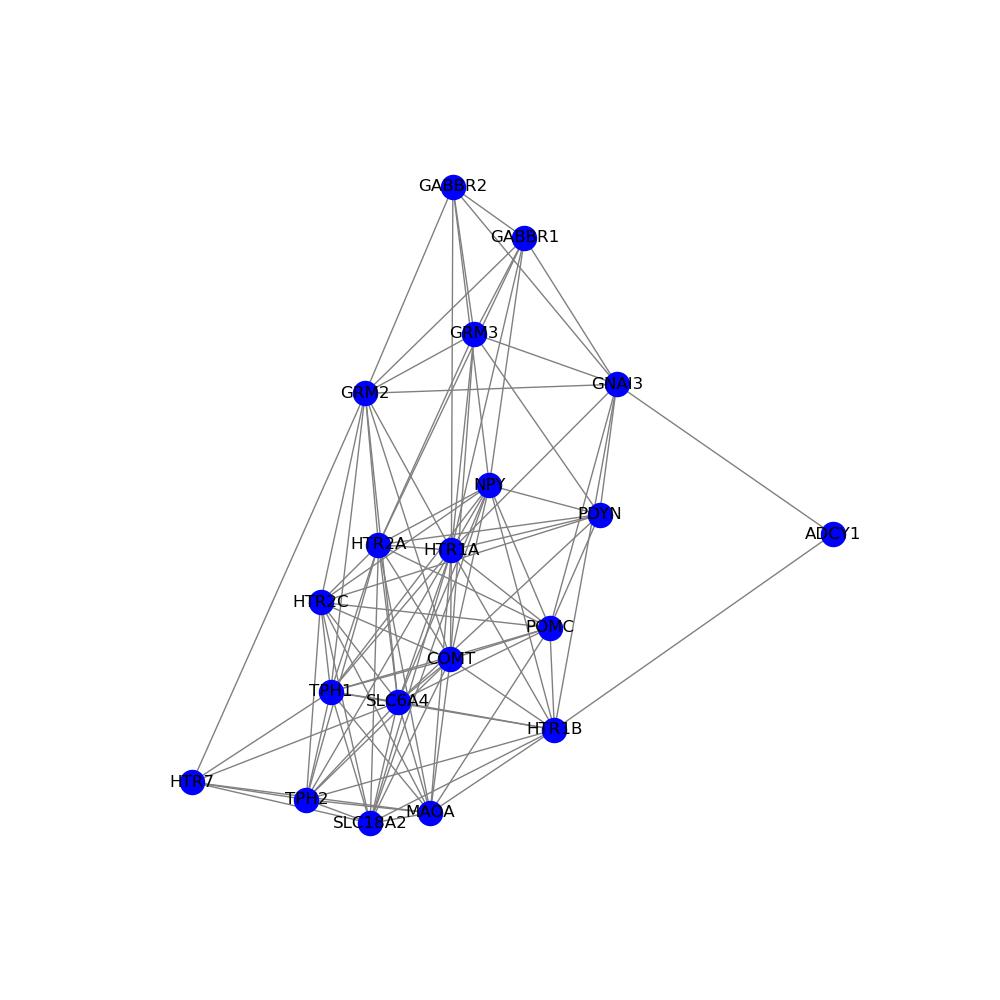 GABBR2
GABBR1
GRM3
GNAI3
GRM2
NPY
PDYN
ADCY1
HTR2A
HTR1A
HTR2C
POMC
COMT
TPH1
SLC6A4
HTR1B
HTR7
TPH2
MAOA
SLC18A2